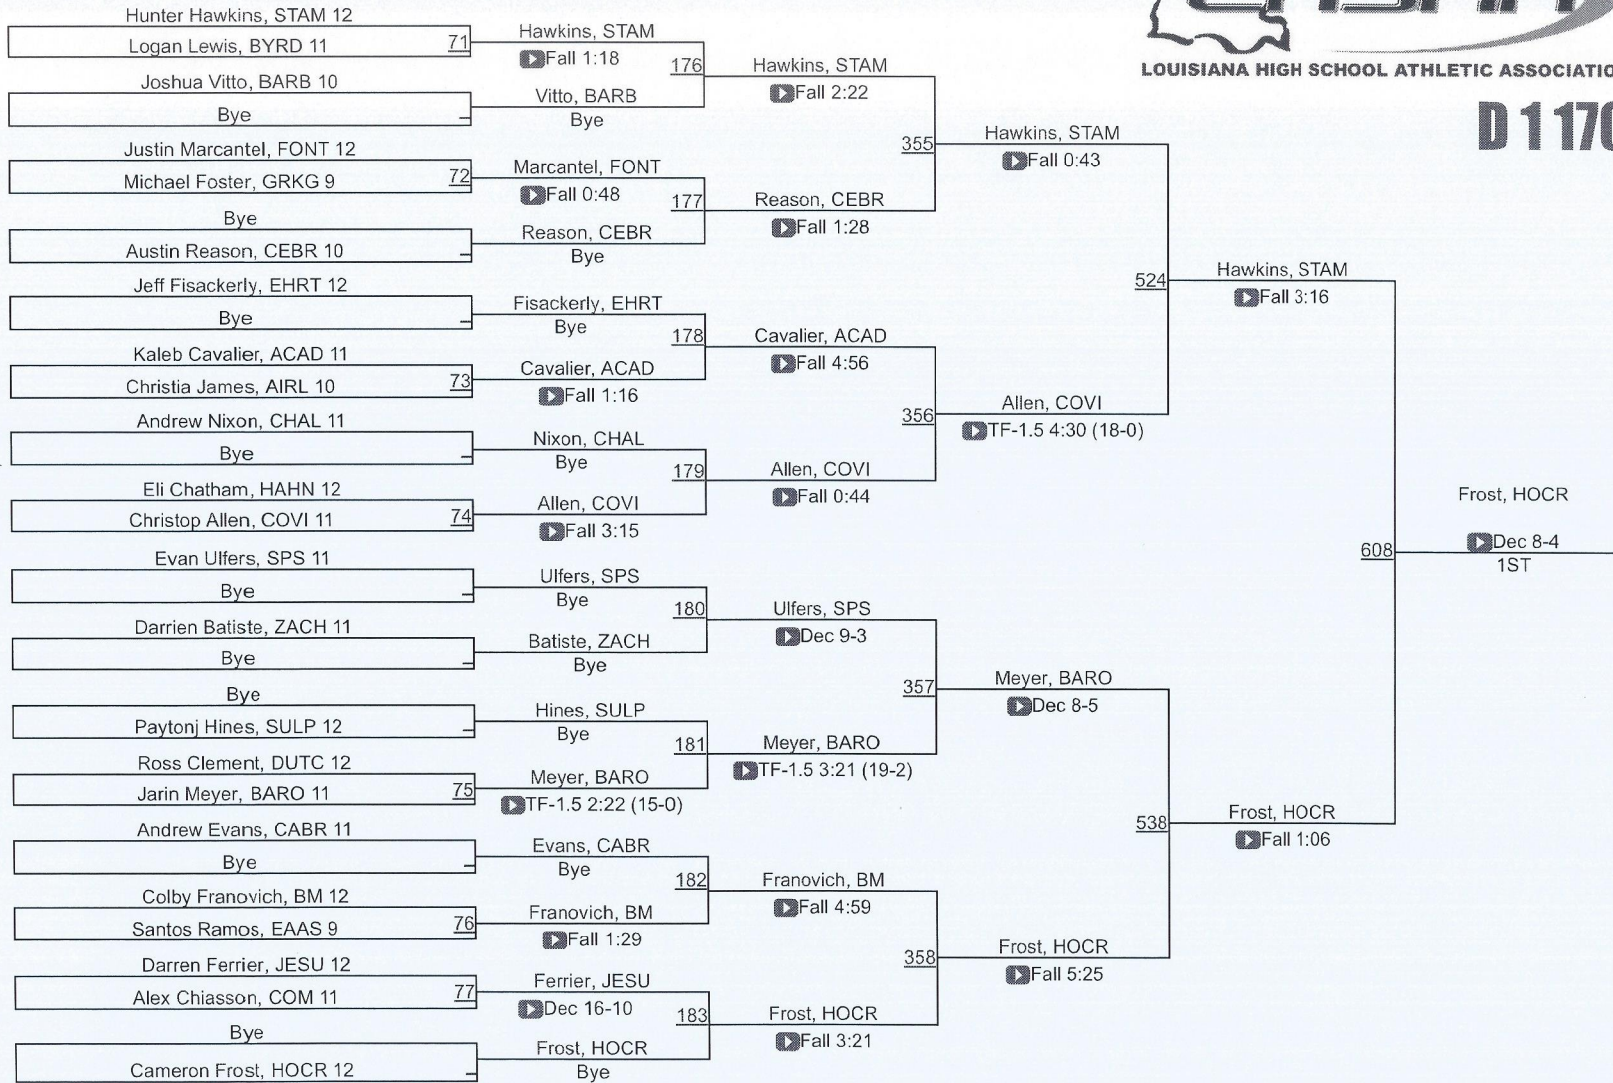 LOUISIANA HIGH SCHOOL ATHLETIC ASSOCIATIO
D 1 170
Hunter Hawkins, STAM 12
Logan Lewis, BYRD 11
71
Joshua Vitto, BARB 10
Bye
Justin Marcantel, FONT 12
Michael Foster, GRKG 9
72
Bye
Austin Reason, CEBR 10
Jeff Fisackerly, EHRT 12
Bye
Kaleb Cavalier, ACAD 11
Christia James, AIRL 10
73
Andrew Nixon, CHAL 11
Bye
Eli Chatham, HAHN 12
Christop Allen, COVI 11
74
Evan Ulfers, SPS 11
Bye
Darrien Batiste, ZACH 11
Bye
Bye
Paytonj Hines, SULP 12
Ross Clement, DUTC 12
Jarin Meyer, BARO 11
75
Andrew Evans, CABR 11
Bye
Colby Franovich, BM 12
Santos Ramos, EAAS 9
76
Darren Ferrier, JESU 12
Alex Chiasson, COM 11
77
Bye
Cameron Frost, HOCR 12
Hawkins, STAM
Fall 1:18
176
Vitto, BARB
Bye
Marcantel, FONT
Fall 0:48
177
Reason, CEBR
Bye
Fisackerly, EHRT
Bye
178
Cavalier, ACAD
Fall 1:16
Nixon, CHAL
Bye
179
Allen, COVI
Fall 3:15
Ulfers, SPS
Bye
180
Batiste, ZACH
Bye
Hines, SULP
Bye
181
Meyer, BARO
TF-1.5 2:22 (15-0)
Evans, CABR
Bye
182
Franovich, BM
Fall 1:29
Ferrier, JESU
Dec 16-10
183
Frost, HOCR
Bye
Hawkins, STAM
Fall 2:22
355
Reason, CEBR
Fall 1:28
Cavalier, ACAD
Fall 4:56
356
Allen, COVI
Fall 0:44
Ulfers, SPS
Dec 9-3
357
Meyer, BARO
TF-1.5 3:21 (19-2)
Franovich, BM
Fall 4:59
358
Frost, HOCR
Fall 3:21
Hawkins, STAM
Fall 0:43
524
Allen, COVI
TF-1.5 4:30 (18-0)
Meyer, BARO
Dec 8-5
538
Frost, HOCR
Fall 5:25
Hawkins, STAM
Fall 3:16
608
Frost, HOCR
Fall 1:06
Frost, HOCR
Dec 8-4
1ST